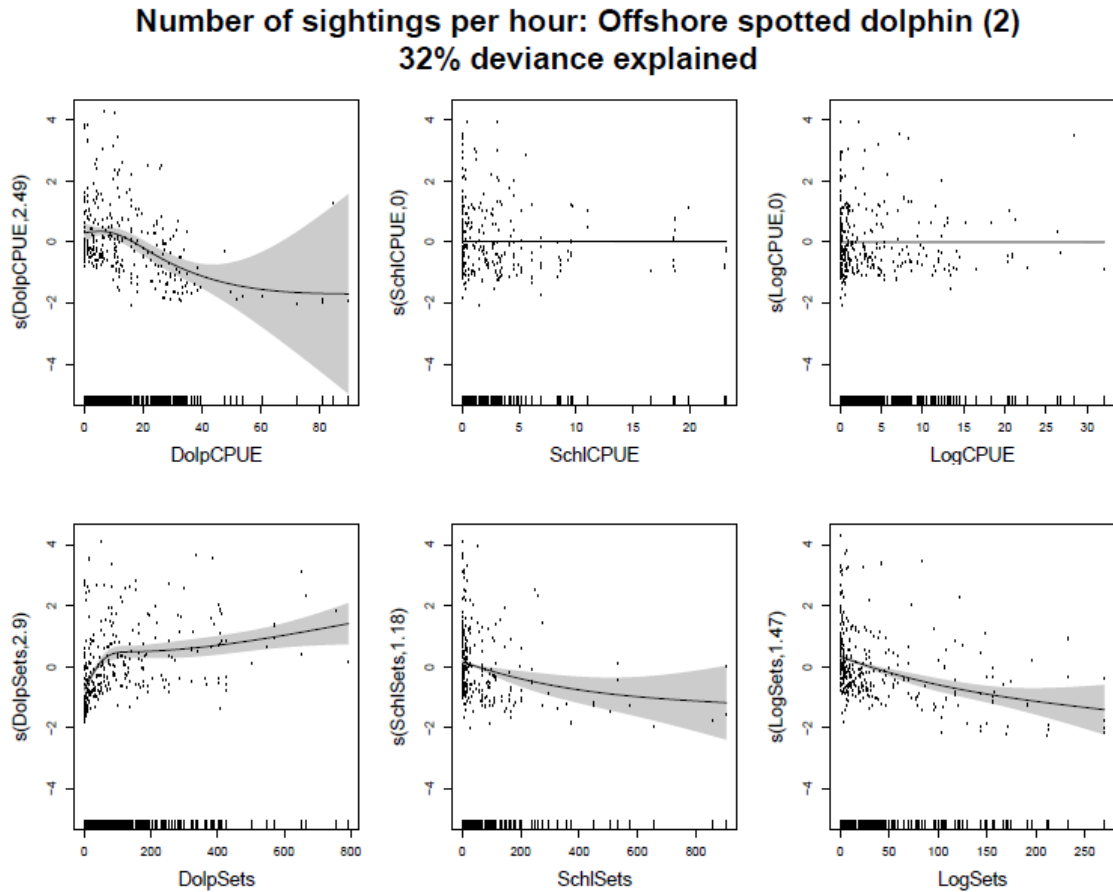 Number of sightings per hour: Offshore spotted dolphin (2)
32% deviance explained
s(DolpCPUE,2.49)
4
2
0
−2
−4
0 20 40 60 80
DolpCPUE
s(SchlCPUE,0)
4
2
0
−2
−4
0 5 10 15 20
SchlCPUE
s(LogCPUE,0)
4
2
0
−2
−4
0 5 10 15 20 25 30
LogCPUE
s(DolpSets,2.9)
4
2
0
−2
−4
0 200 400 600 800
DolpSets
s(SchlSets,1.18)
4
2
0
−2
−4
0 200 400 600 800
SchlSets
s(LogSets,1.47)
4
2
0
−2
−4
0 50 100 150 200 250
LogSets